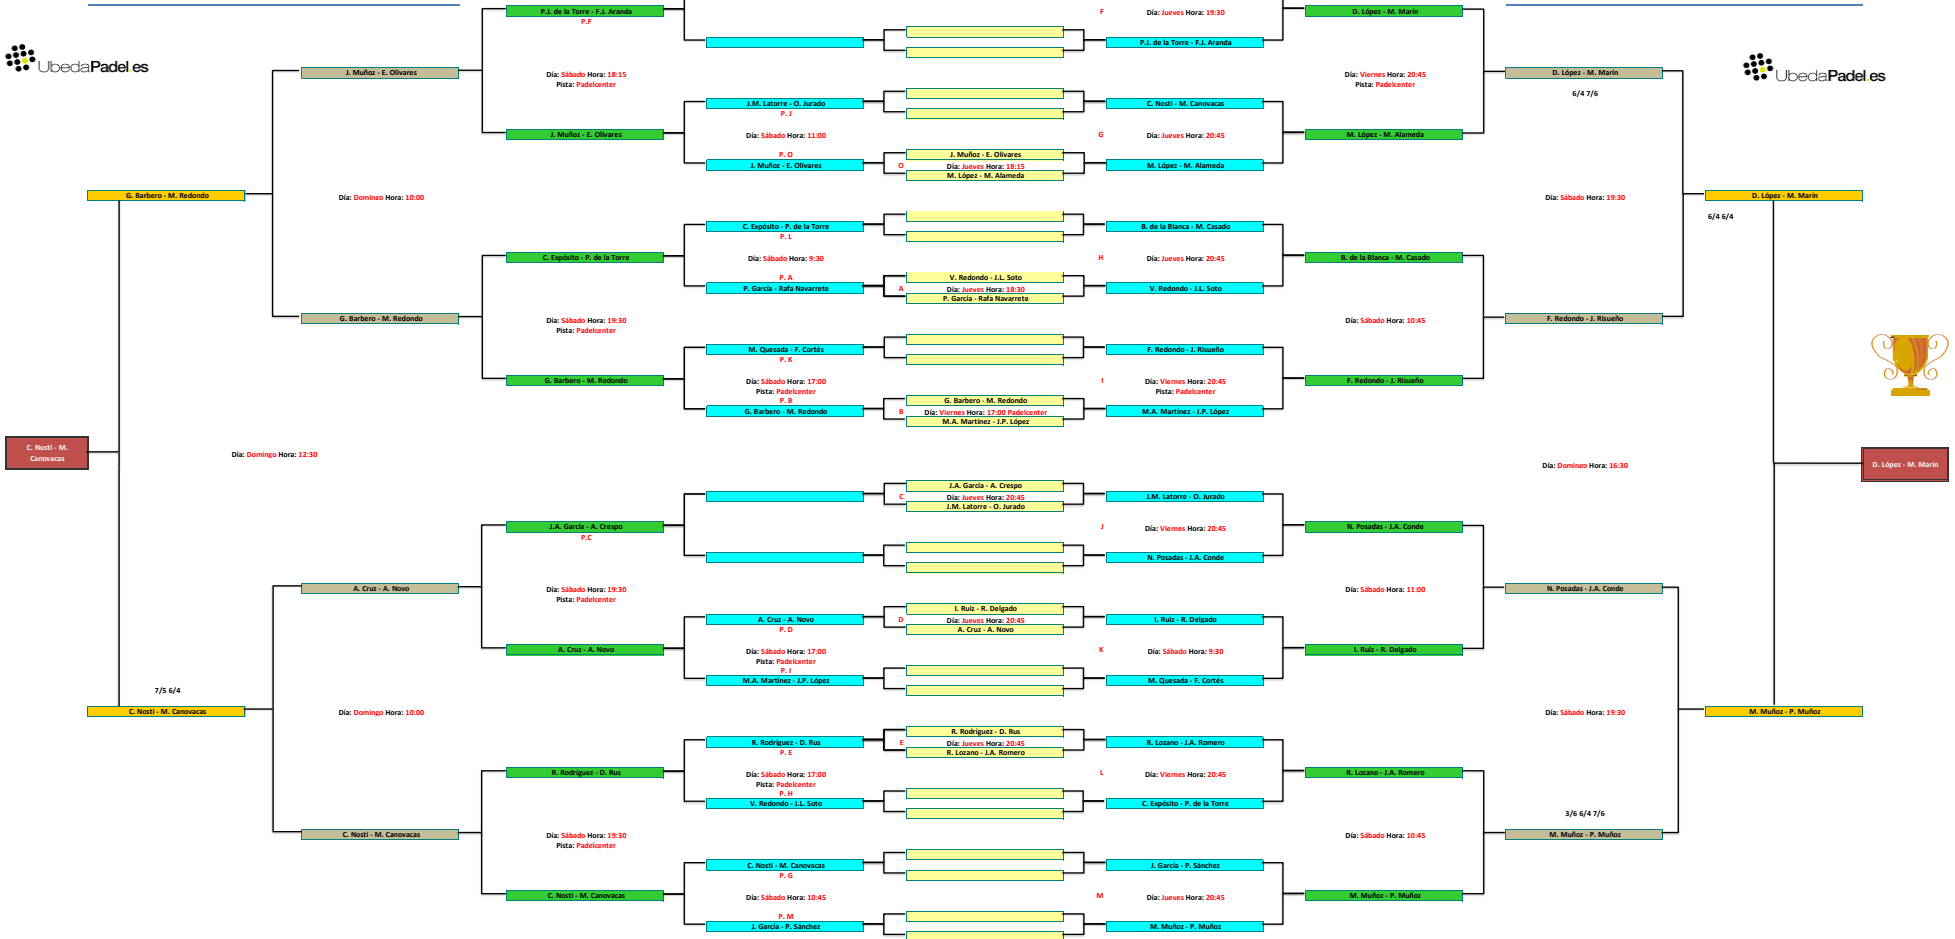 P.J. de la Torre - F.J. Aranda
P.F
F
Día: Jueves Hora: 19:30
D. López - M. Marín
P.J. de la Torre - F.J. Aranda
UbedaPadel.es
J. Muñoz - E. Olivares
Día: Sábado Hora: 18:15
Pista: Padelcenter
Día: Viernes Hora: 20:45
Pista: Padelcenter
D. López - M. Marín
6/4 7/6
UbedaPadel.es
J.M. Latorre - O. Jurado
P. J
C. Nosti - M. Canovacas
J. Muñoz - E. Olivares
Día: Sábado Hora: 11:00
G
Día: Jueves Hora: 20:45
M. López - M. Alameda
P. O
J. Muñoz - E. Olivares
O
J. Muñoz - E. Olivares
Día: Jueves Hora: 18:15
M. López - M. Alameda
M. López - M. Alameda
G. Barbero - M. Redondo
Día: Domingo Hora: 10:00
Día: Sábado Hora: 19:30
D. López - M. Marín
6/4 6/4
C. Expósito - P. de la Torre
P. L
B. de la Blanca - M. Casado
C. Expósito - P. de la Torre
Día: Sábado Hora: 9:30
H
Día: Jueves Hora: 20:45
B. de la Blanca - M. Casado
P. A
P. García - Rafa Navarrete
A
V. Redondo - J.L. Soto
Día: Jueves Hora: 18:30
P. García - Rafa Navarrete
V. Redondo - J.L. Soto
G. Barbero - M. Redondo
Día: Sábado Hora: 19:30
Pista: Padelcenter
Día: Sábado Hora: 10:45
F. Redondo - J. Risueño
M. Quesada - F. Cortés
P. K
F. Redondo - J. Risueño
G. Barbero - M. Redondo
Día: Sábado Hora: 17:00
Pista: Padelcenter
I
Día: Viernes Hora: 20:45
Pista: Padelcenter
F. Redondo - J. Risueño
P. B
G. Barbero - M. Redondo
B
G. Barbero - M. Redondo
Día: Viernes Hora: 17:00 Padelcenter
M.A. Martínez - J.P. López
M.A. Martínez - J.P. López
C. Nosti - M.
Canovacas
Día: Domingo Hora: 12:30
Día: Domingo Hora: 16:30
D. López - M. Marín
C
J.A. García - A. Crespo
Día: Jueves Hora: 20:45
J.M. Latorre - O. Jurado
J.M. Latorre - O. Jurado
J.A. García - A. Crespo
P.C
J
Día: Viernes Hora: 20:45
N. Posadas - J.A. Conde
N. Posadas - J.A. Conde
A. Cruz - A. Novo
Día: Sábado Hora: 19:30
Pista: Padelcenter
Día: Sábado Hora: 11:00
N. Posadas - J.A. Conde
A. Cruz - A. Novo
P. D
D
I. Ruiz - R. Delgado
Día: Jueves Hora: 20:45
A. Cruz - A. Novo
I. Ruiz - R. Delgado
A. Cruz - A. Novo
Día: Sábado Hora: 17:00
Pista: Padelcenter
K
Día: Sábado Hora: 9:30
I. Ruiz - R. Delgado
P. I
M.A. Martínez - J.P. López
M. Quesada - F. Cortés
7/5 6/4
C. Nosti - M. Canovacas
Día: Domingo Hora: 10:00
Día: Sábado Hora: 19:30
M. Muñoz - P. Muñoz
R. Rodríguez - D. Rus
P. E
E
R. Rodríguez - D. Rus
Día: Jueves Hora: 20:45
R. Lozano - J.A. Romero
R. Lozano - J.A. Romero
R. Rodríguez - D. Rus
Día: Sábado Hora: 17:00
Pista: Padelcenter
L
Día: Viernes Hora: 20:45
R. Lozano - J.A. Romero
P. H
V. Redondo - J.L. Soto
C. Expósito - P. de la Torre
C. Nosti - M. Canovacas
Día: Sábado Hora: 19:30
Pista: Padelcenter
Día: Sábado Hora: 10:45
3/6 6/4 7/6
M. Muñoz - P. Muñoz
C. Nosti - M. Canovacas
P. G
J. García - P. Sánchez
C. Nosti - M. Canovacas
Día: Sábado Hora: 10:45
M
Día: Jueves Hora: 20:45
M. Muñoz - P. Muñoz
P. M
J. García - P. Sánchez
M. Muñoz - P. Muñoz